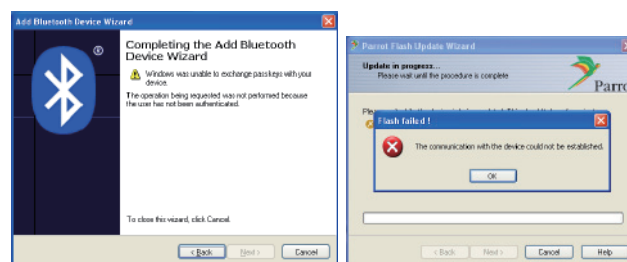 Add Bluetooth Device Wizard
®
Completing the Add Bluetooth
Device Wizard
Windows was unable to exchange passkeys with your
device.
The operation being requested was not performed because
the user has not been authenticated.
To close this wizard, click Cancel.
< Back Next > Cancel
Parrot Flash Update Wizard
Update in progress...
Please wait until the procedure is complete
Parro
Flash failed !
The communication with the device could not be established.
OK
< Back Next > Cancel Help